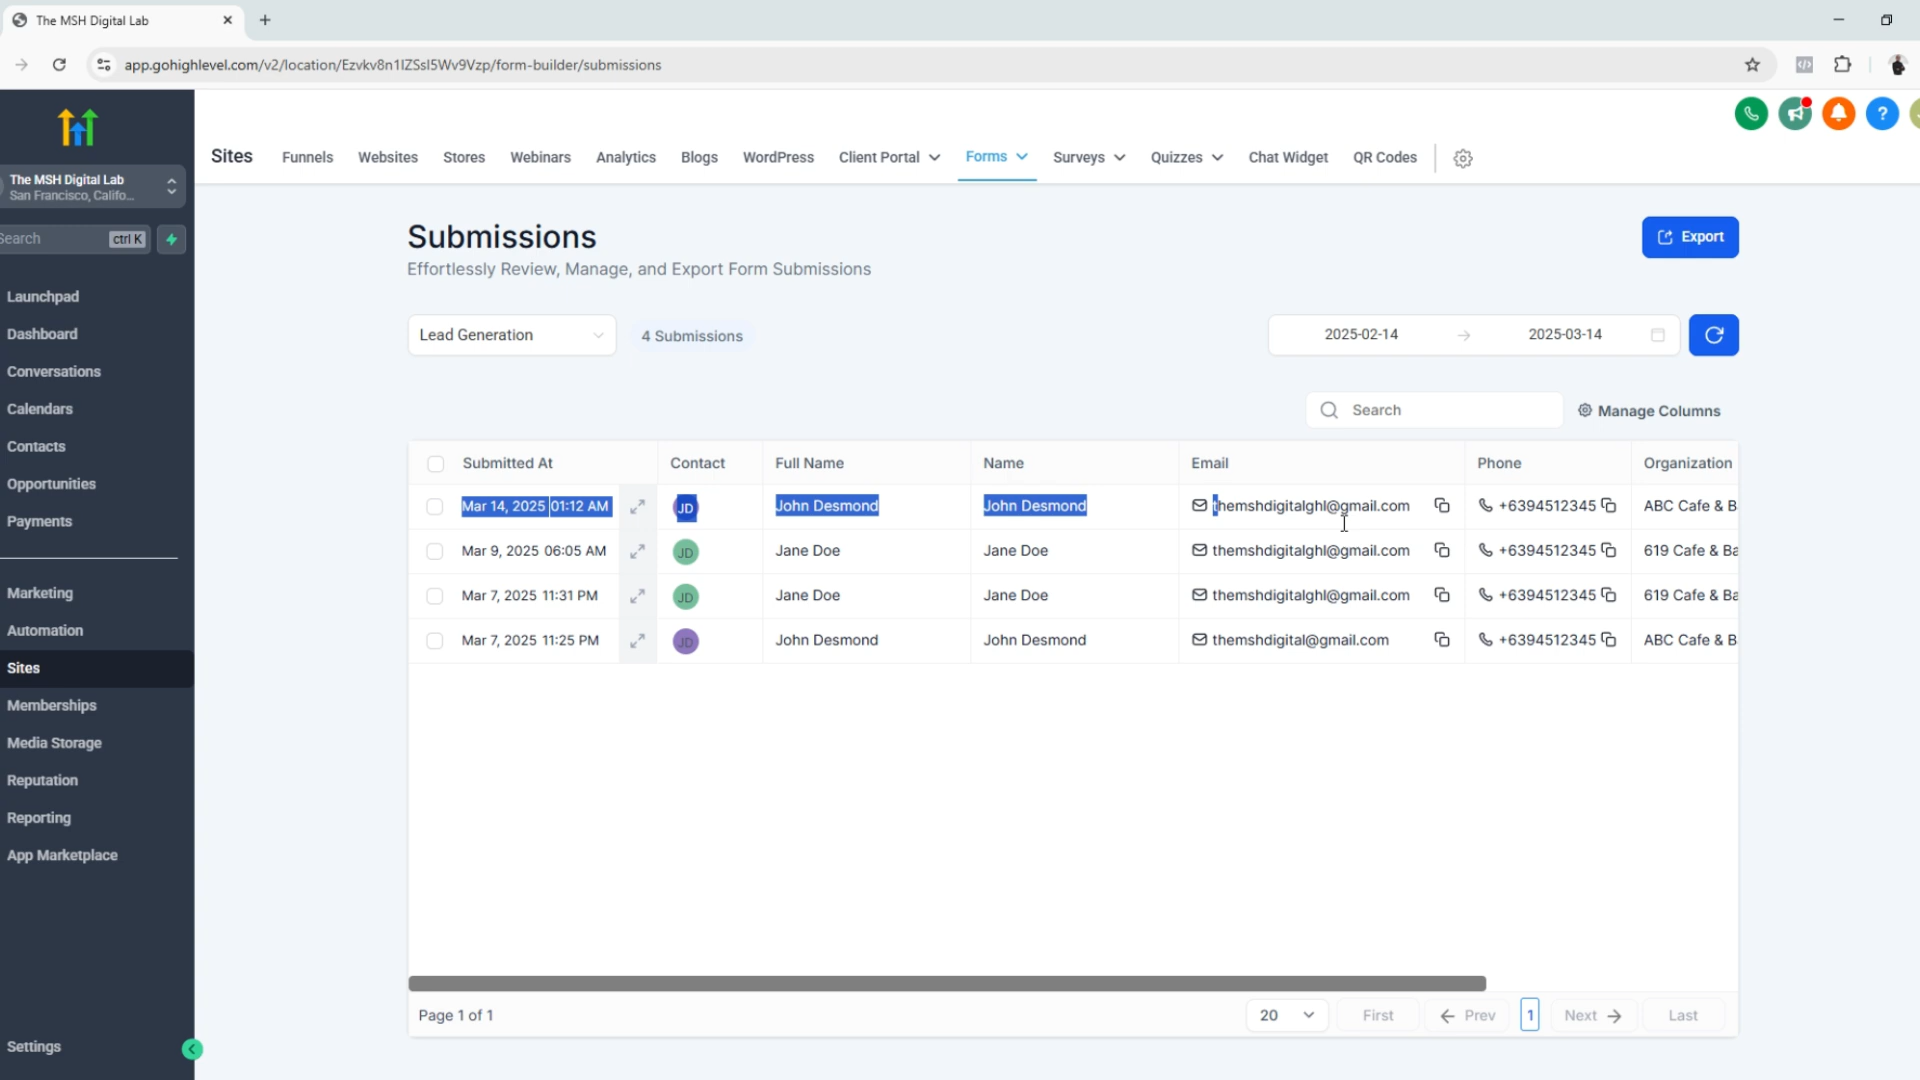 The MSH Digital Lab
app.gohighlevel.com/v2/location/Ezvkv8n1IZSsI5Wv9Vzp/form-builder/submissions
The MSH Digital Lab
San Francisco, Califo...
Search ctrl K
Launchpad
Dashboard
Conversations
Calendars
Contacts
Opportunities
Payments
Marketing
Automation
Sites
Memberships
Media Storage
Reputation
Reporting
App Marketplace
Settings
Sites Funnels Websites Stores Webinars Analytics Blogs WordPress Client Portal Forms Surveys Quizzes Chat Widget QR Codes
Submissions
Effortlessly Review, Manage, and Export Form Submissions
Export
Lead Generation 4 Submissions 2025-02-14 2025-03-14
Search Manage Columns
Submitted At Contact Full Name Name Email Phone Organization
Mar 14, 2025 01:12 AM JD John Desmond John Desmond themshdigitalghl@gmail.com +6394512345 ABC Cafe & B
Mar 9, 2025 06:05 AM JD Jane Doe Jane Doe themshdigitalghl@gmail.com +6394512345 619 Cafe & Ba
Mar 7, 2025 11:31 PM JD Jane Doe Jane Doe themshdigitalghl@gmail.com +6394512345 619 Cafe & Ba
Mar 7, 2025 11:25 PM JD John Desmond John Desmond themshdigital@gmail.com +6394512345 ABC Cafe & B
Page 1 of 1 20 First Prev 1 Next Last